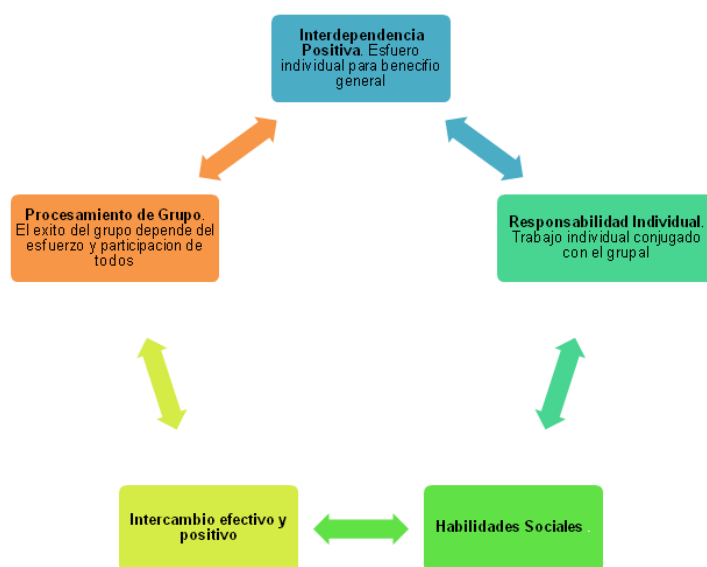 Interdependencia
Positiva. Esfuero
individual para benecifio
general
Procesamiento de Grupo.
El exito del grupo depende del
esfuerzo y participacion de
todos
Responsabilidad Individual.
Trabajo individual conjugado
con el grupal
Intercambio efectivo y
positivo
Habilidades Sociales .